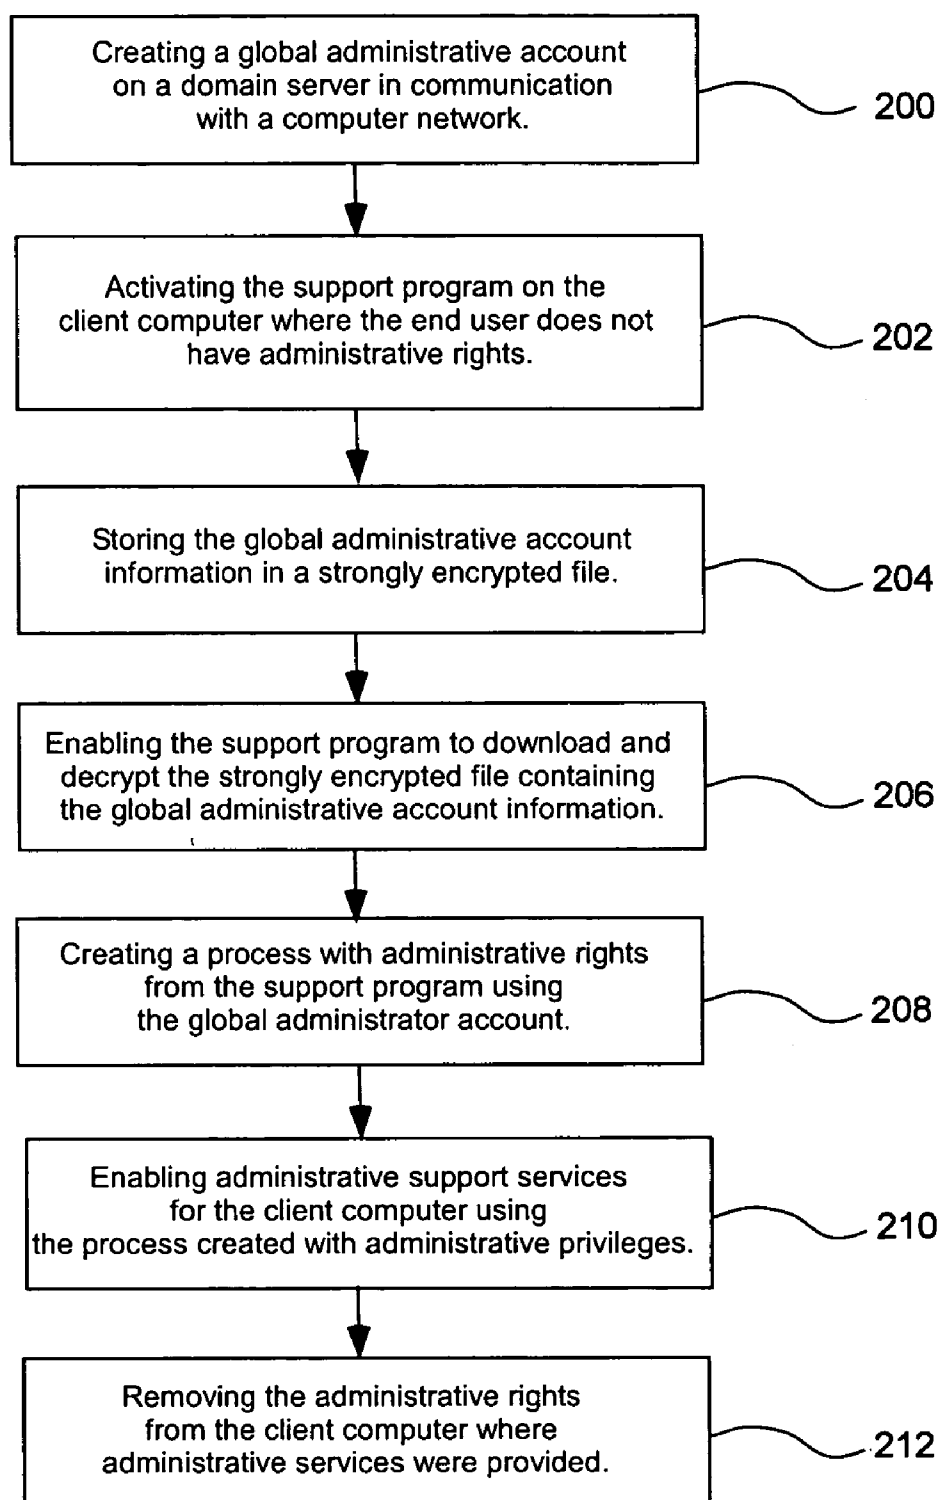 Creating a global administrative account
on a domain server in communication
with a computer network.
200
Activating the support program on the
client computer where the end user does not
have administrative rights.
202
Storing the global administrative account
information in a strongly encrypted file.
204
Enabling the support program to download and
decrypt the strongly encrypted file containing
the global administrative account information.
206
Creating a process with administrative rights
from the support program using
the global administrator account.
208
Enabling administrative support services
for the client computer using
the process created with administrative privileges.
210
Removing the administrative rights
from the client computer where
administrative services were provided.
212